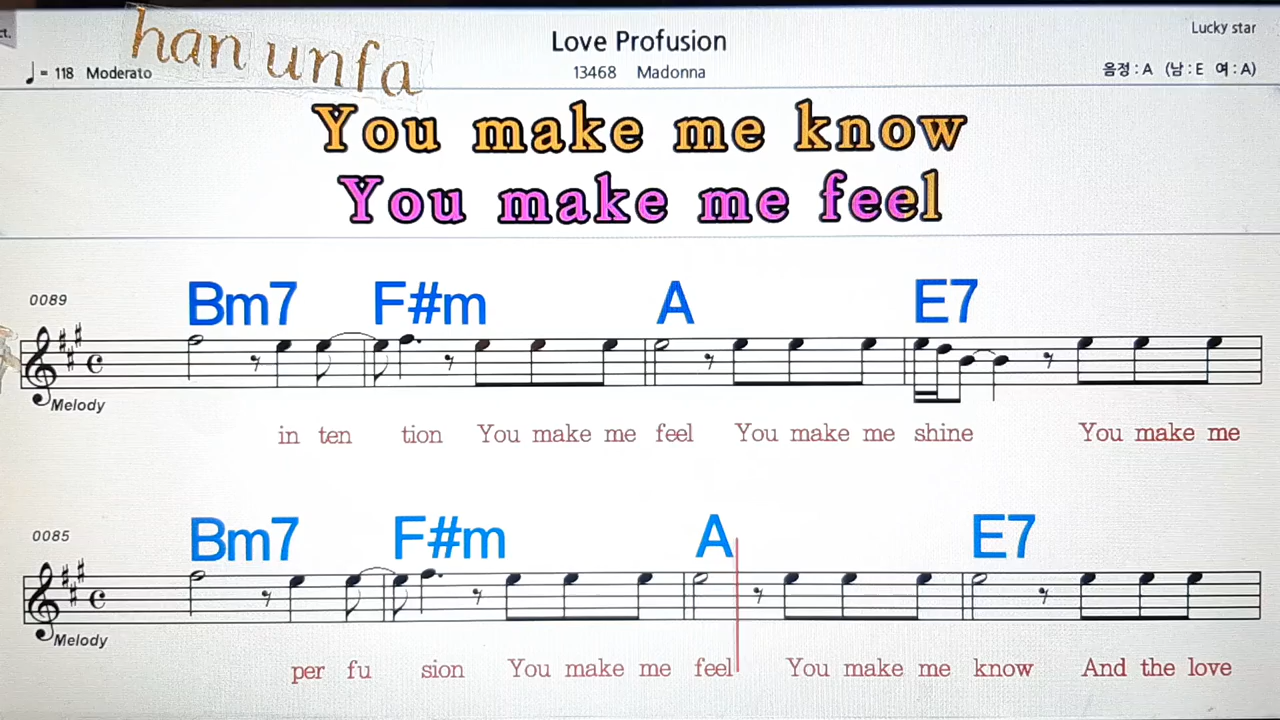 ct.
han unfa
Love Profusion
Lucky star
♩= 118 Moderato
13468 Madonna
음정 : A (남 : E 여 : A)
You make me know
You make me feel
0089
Bm7 F#m A E7
Melody
in ten tion You make me feel You make me shine You make me
0085
Bm7 F#m A E7
Melody
per fu sion You make me feel You make me know And the love